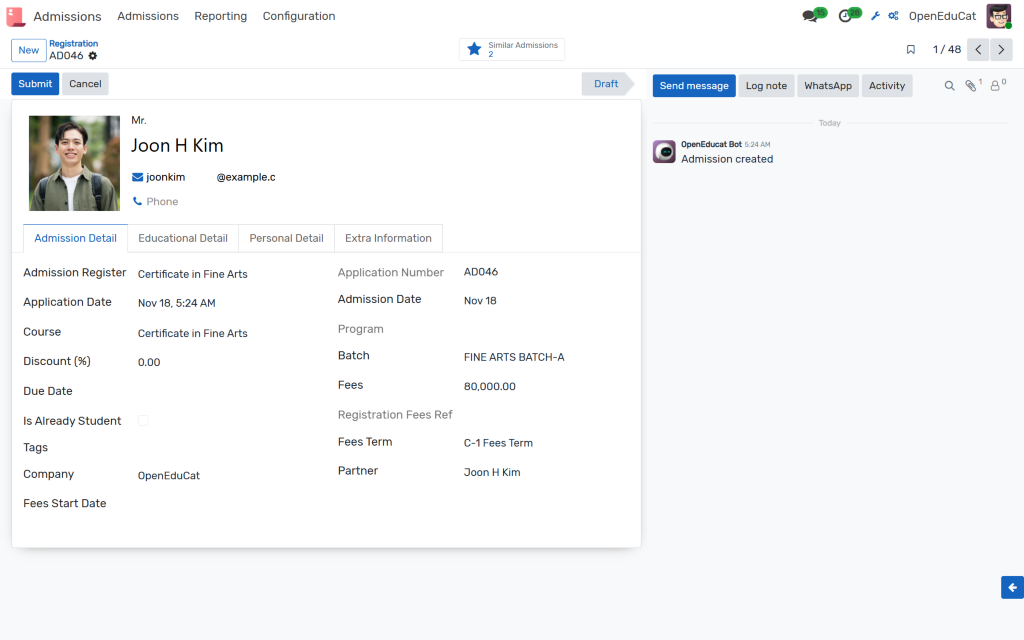 Admissions Admissions Reporting Configuration 15 28 OpenEduCat
New Registration
AD046
Similar Admissions
2
1 / 48
Submit Cancel Draft
Send message Log note WhatsApp Activity 1 0
Mr.
Joon H Kim
joonkim @example.c
Phone
Today
OpenEducat Bot 5:24 AM
Admission created
Admission Detail Educational Detail Personal Detail Extra Information
Admission Register Certificate in Fine Arts
Application Date Nov 18, 5:24 AM
Course Certificate in Fine Arts
Discount (%) 0.00
Due Date
Is Already Student
Tags
Company OpenEduCat
Fees Start Date
Application Number AD046
Admission Date Nov 18
Program
Batch FINE ARTS BATCH-A
Fees 80,000.00
Registration Fees Ref
Fees Term C-1 Fees Term
Partner Joon H Kim